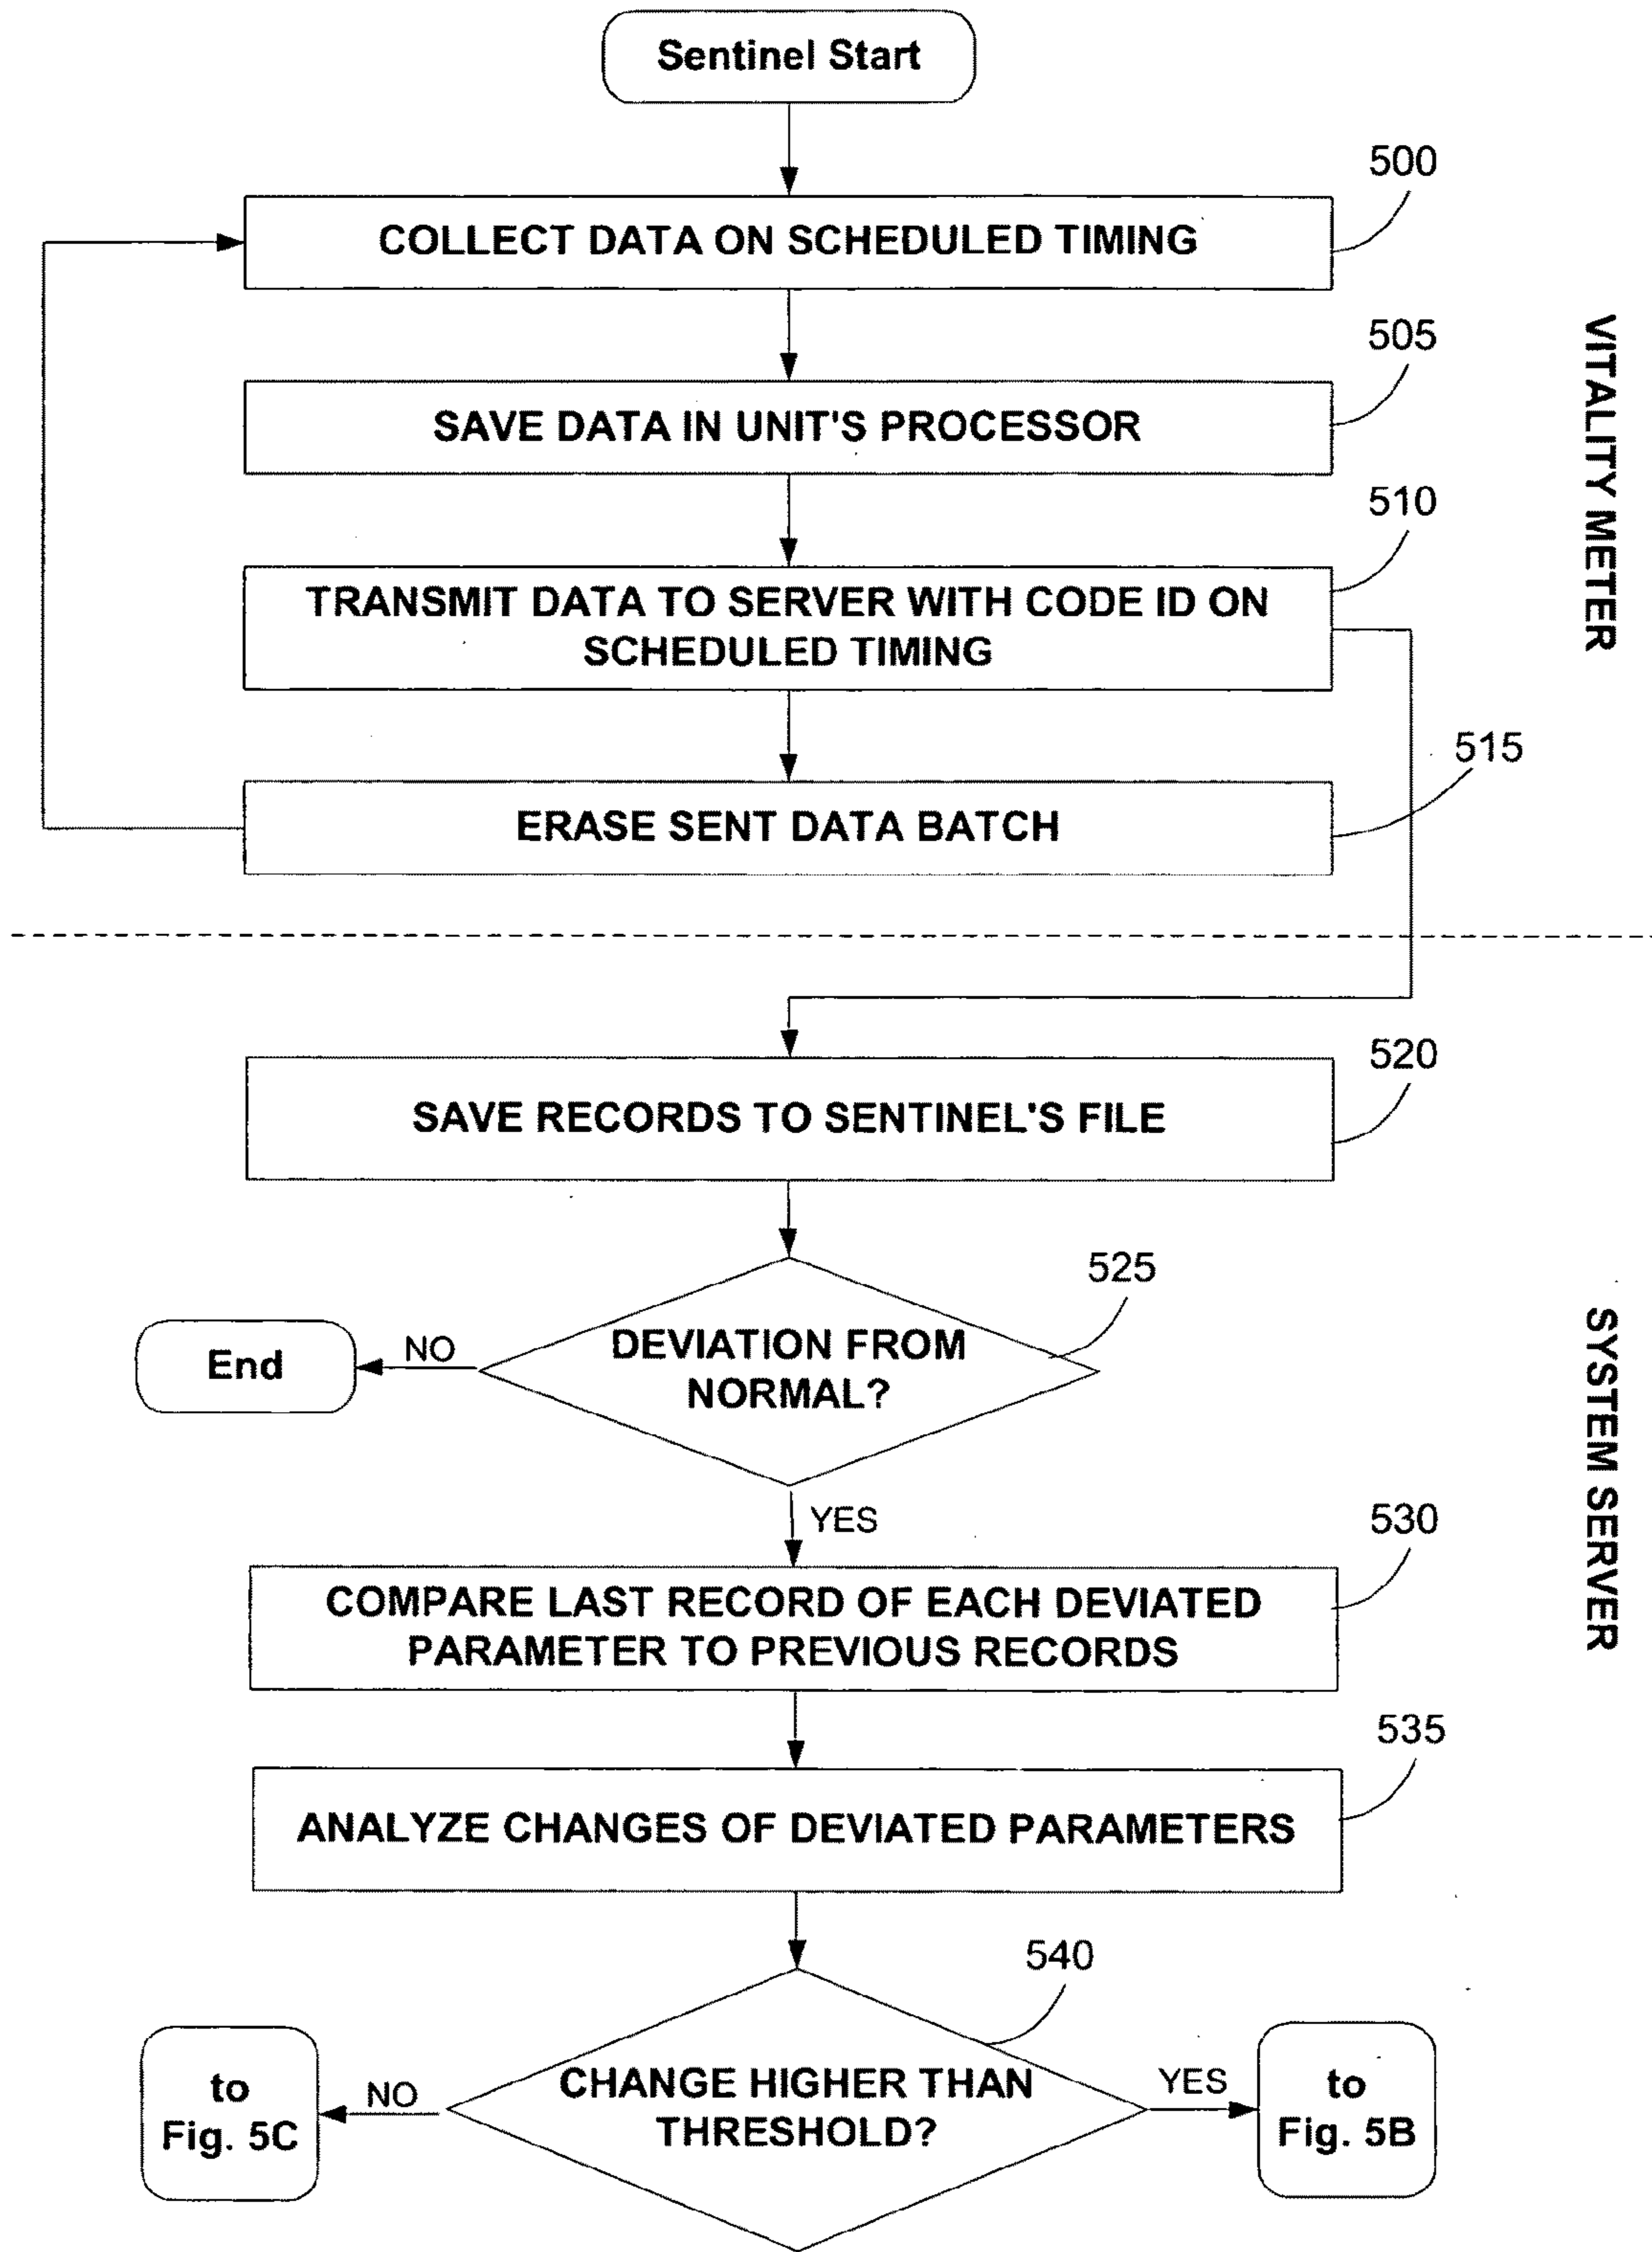 Sentinel Start
500
COLLECT DATA ON SCHEDULED TIMING
505
SAVE DATA IN UNIT'S PROCESSOR
510
TRANSMIT DATA TO SERVER WITH CODE ID ON
SCHEDULED TIMING
515
ERASE SENT DATA BATCH
VITALITY METER
520
SAVE RECORDS TO SENTINEL'S FILE
525
DEVIATION FROM
NORMAL?
NO
End
YES
530
COMPARE LAST RECORD OF EACH DEVIATED
PARAMETER TO PREVIOUS RECORDS
535
ANALYZE CHANGES OF DEVIATED PARAMETERS
540
CHANGE HIGHER THAN
THRESHOLD?
NO
to
Fig. 5C
YES
to
Fig. 5B
SYSTEM SERVER